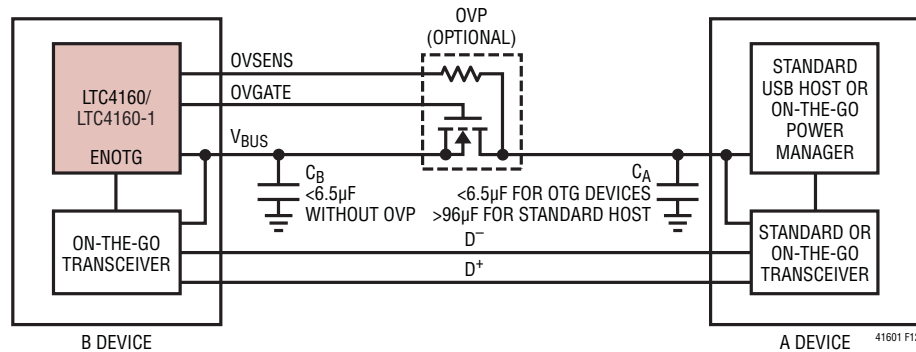 OVP
(OPTIONAL)
OVSENS
OVGATE
VBUS
LTC4160/
LTC4160-1
ENOTG
ON-THE-GO
TRANSCEIVER
CB
<6.5µF
WITHOUT OVP
CA
<6.5µF FOR OTG DEVICES
>96µF FOR STANDARD HOST
D–
D+
STANDARD
USB HOST OR
ON-THE-GO
POWER
MANAGER
STANDARD OR
ON-THE-GO
TRANSCEIVER
B DEVICE
A DEVICE